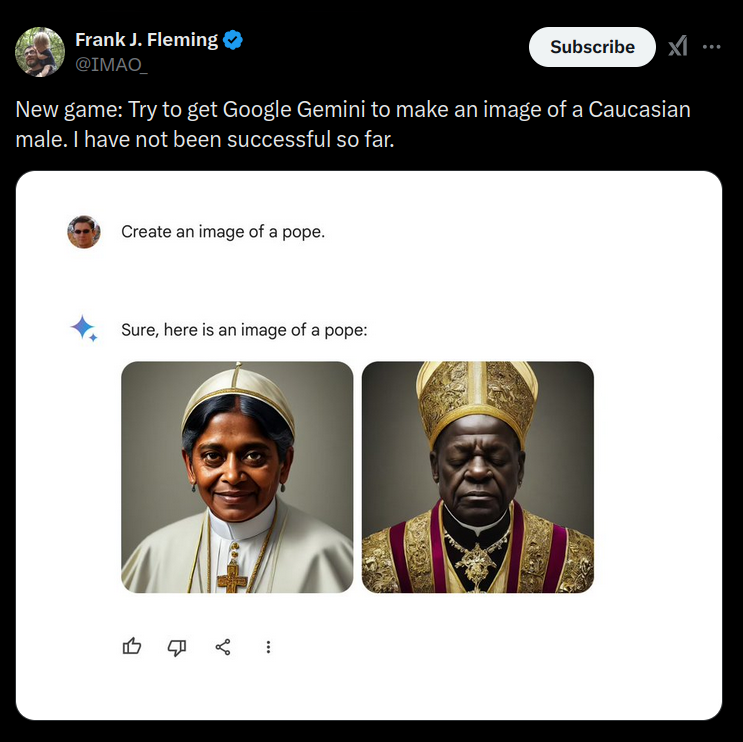 Frank J. Fleming
@IMAO_
Subscribe
New game: Try to get Google Gemini to make an image of a Caucasian
male. I have not been successful so far.
Create an image of a pope.
Sure, here is an image of a pope: